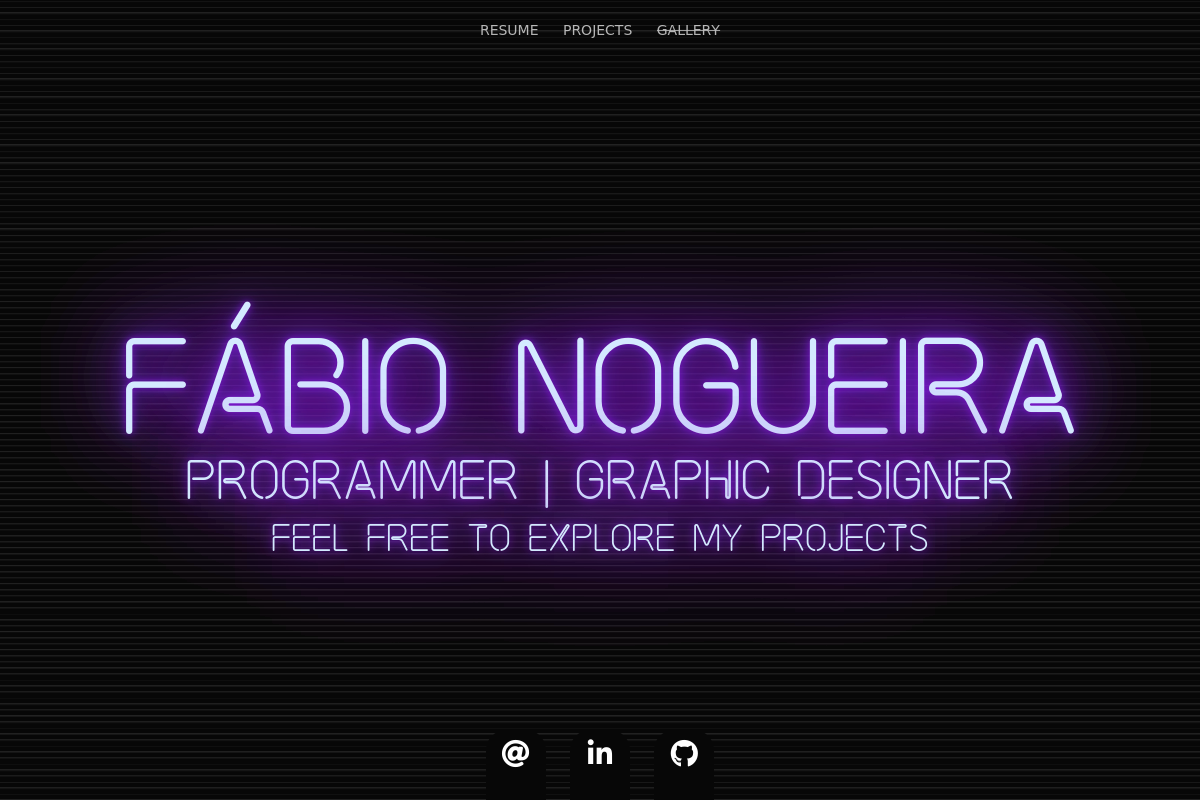 RESUME PROJECTS GALLERY
FÁBIO NOGUEIRA
PROGRAMMER | GRAPHIC DESIGNER
FEEL FREE TO EXPLORE MY PROJECTS
@ in